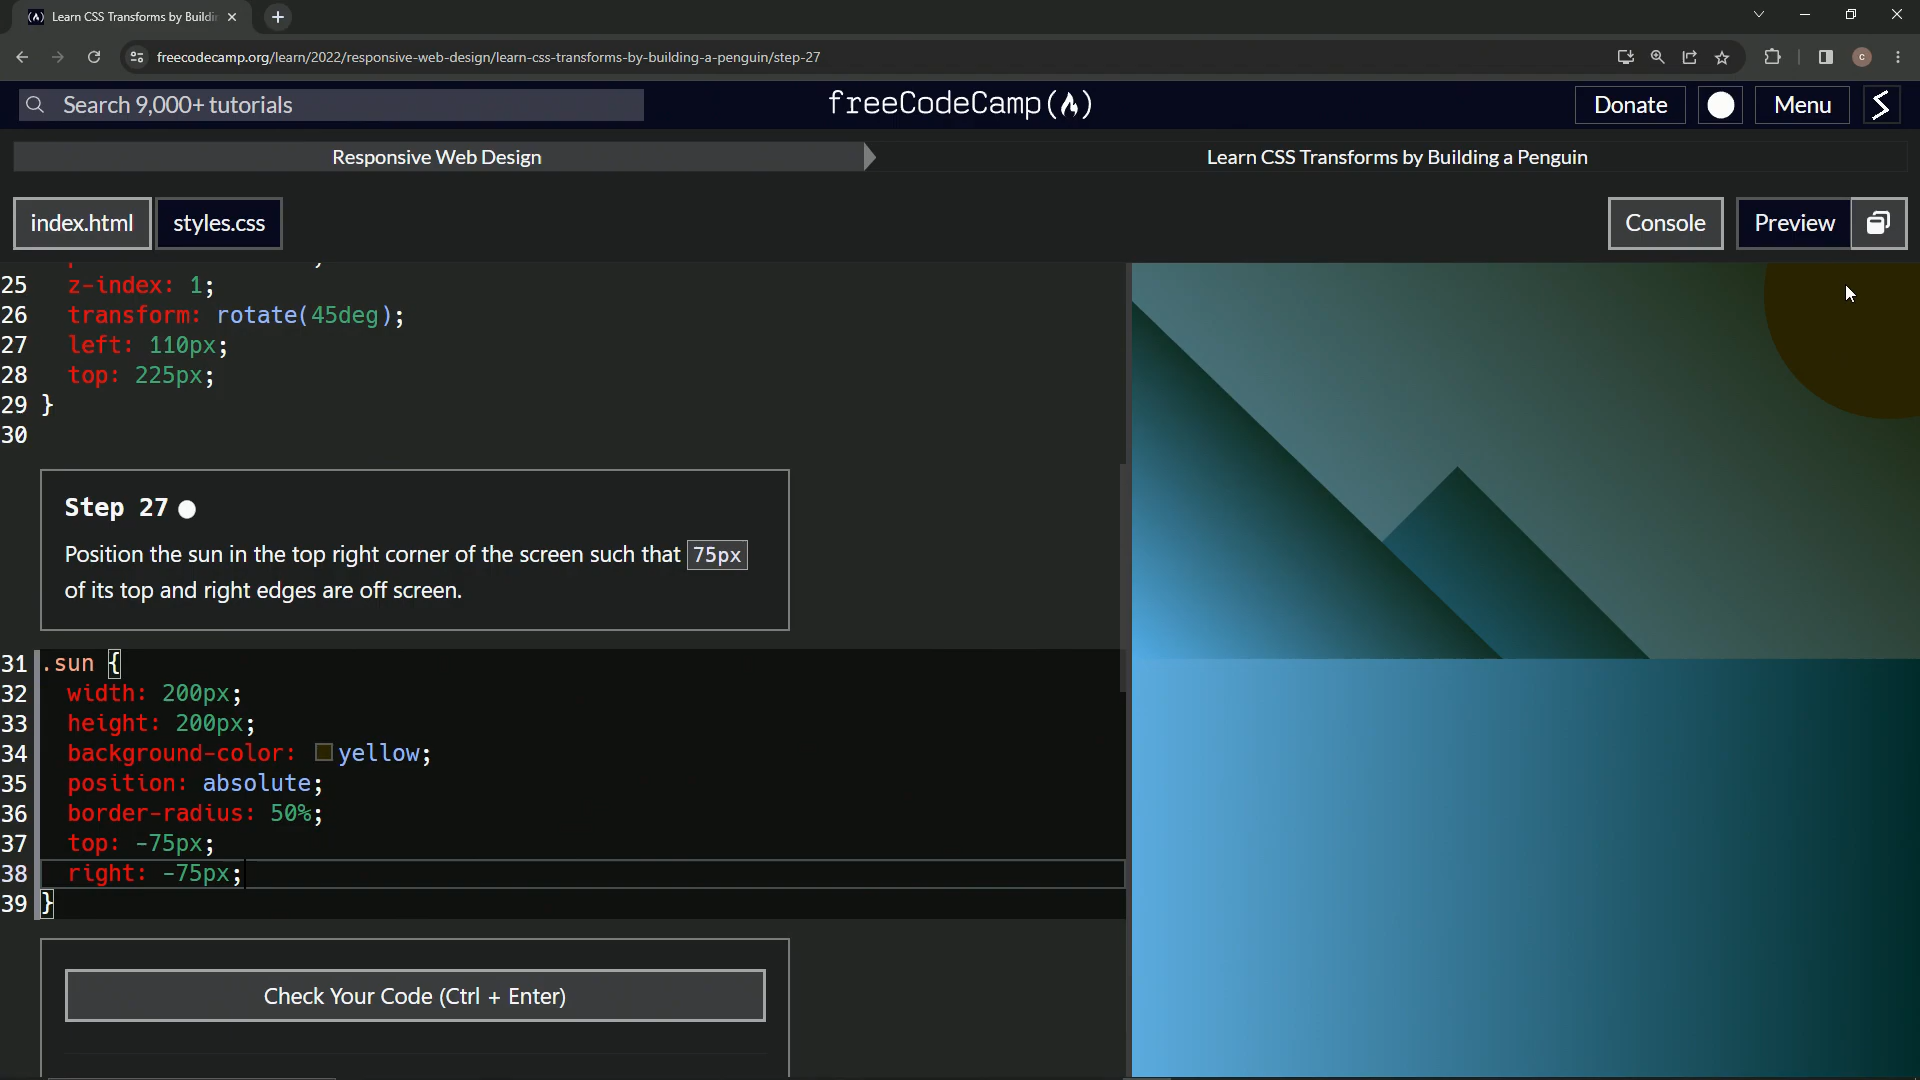 Learn CSS Transforms by Buildin
freecodecamp.org/learn/2022/responsive-web-design/learn-css-transforms-by-building-a-penguin/step-27
C
Search 9,000+ tutorials
freeCodeCamp
Donate
Menu
Responsive Web Design
Learn CSS Transforms by Building a Penguin
index.html
styles.css
Console
Preview
25 z-index: 1;
26 transform: rotate(45deg);
27 left: 110px;
28 top: 225px;
29 }
30
Step 27
Position the sun in the top right corner of the screen such that 75px
of its top and right edges are off screen.
31 .sun {
32 width: 200px;
33 height: 200px;
34 background-color: yellow;
35 position: absolute;
36 border-radius: 50%;
37 top: -75px;
38 right: -75px;
39 }
Check Your Code (Ctrl + Enter)